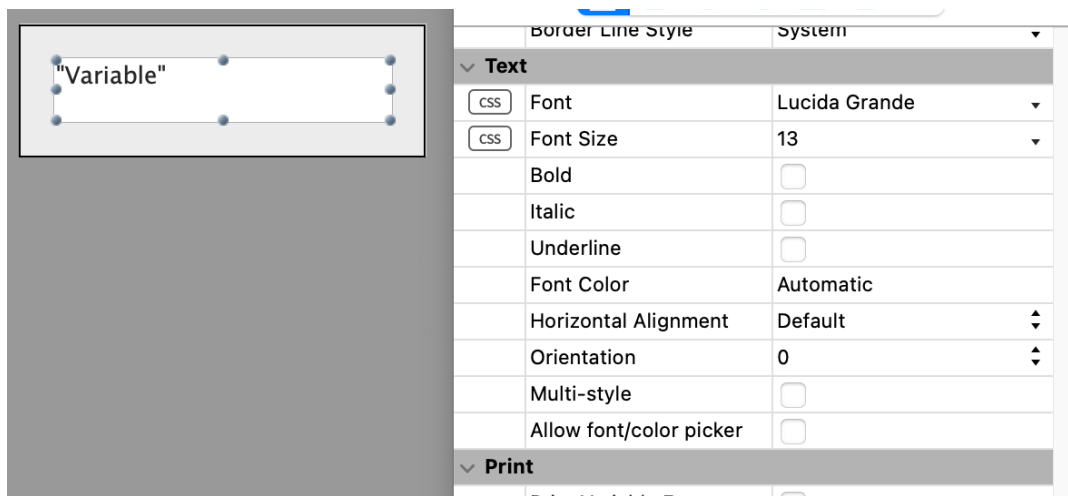 "Variable"
Border Line Style System
Text
CSS Font Lucida Grande
CSS Font Size 13
Bold
Italic
Underline
Font Color Automatic
Horizontal Alignment Default
Orientation 0
Multi-style
Allow font/color picker
Print